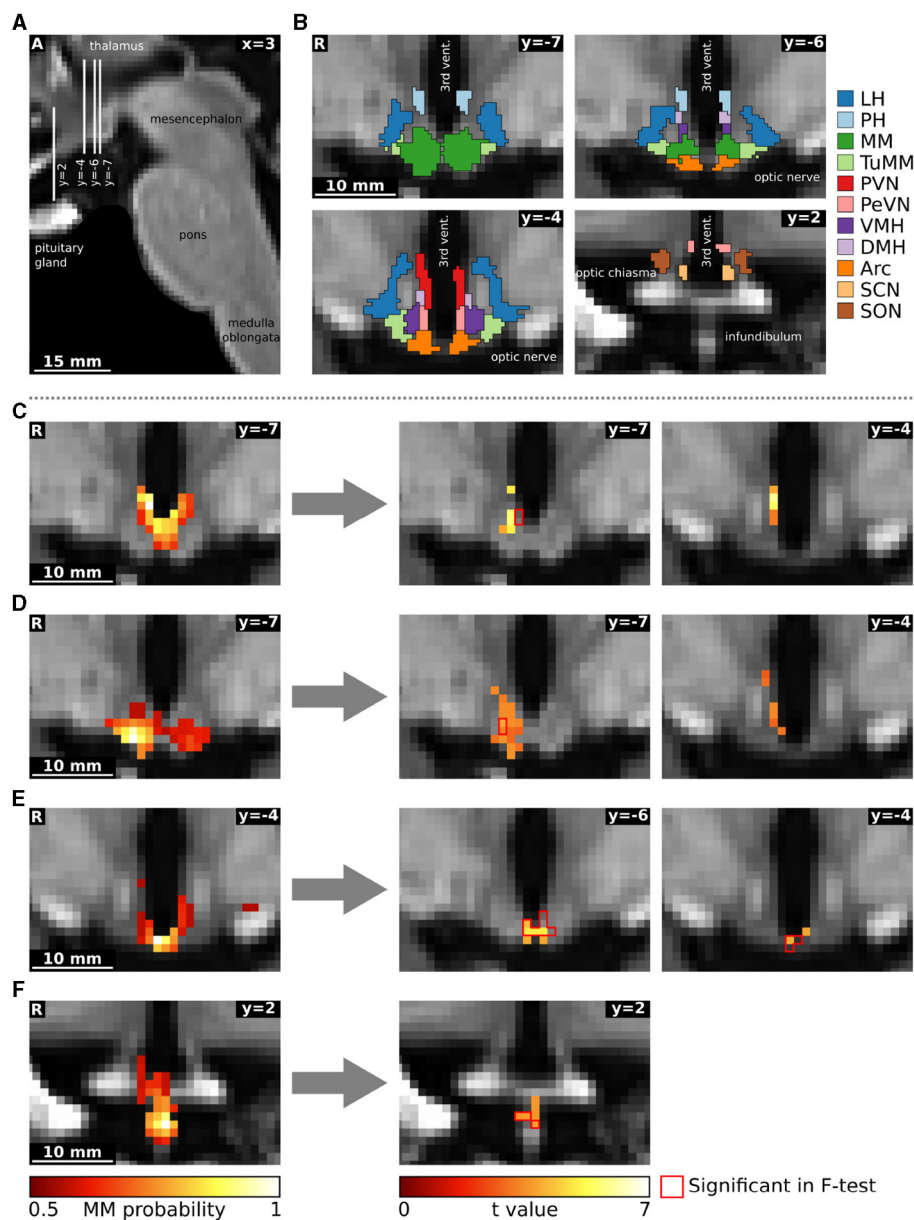 A
A
thalamus
x=3
mesencephalon
y=2
y=-4
y=-6
y=-7
pituitary
gland
pons
medulla
oblongata
15 mm
B
R
3rd vent.
y=-7
10 mm
3rd vent.
y=-6
optic nerve
3rd vent.
y=-4
optic nerve
3rd vent.
y=2
optic chiasma
infundibulum
LH
PH
MM
TuMM
PVN
PeVN
VMH
DMH
Arc
SCN
SON
C
R
y=-7
10 mm
y=-7
y=-4
D
R
y=-7
10 mm
y=-7
y=-4
E
R
y=-4
10 mm
y=-6
y=-4
F
R
y=2
10 mm
y=2
0.5 MM probability 1
0 t value 7
Significant in F-test